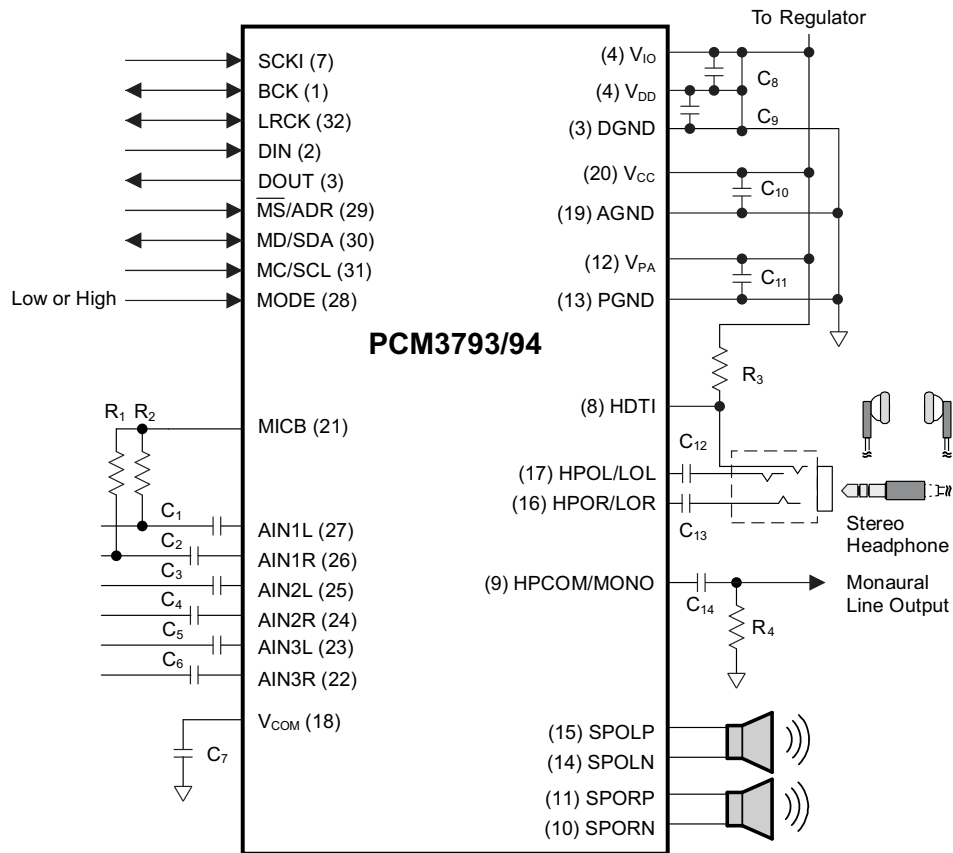 To Regulator
SCKI (7)
BCK (1)
LRCK (32)
DIN (2)
DOUT (3)
MS/ADR (29)
MD/SDA (30)
MC/SCL (31)
Low or High
MODE (28)
(4) VIO
C8
(4) VDD
C9
(3) DGND
(20) VCC
C10
(19) AGND
(12) VPA
C11
(13) PGND
PCM3793/94
R3
(8) HDTI
R1 R2
MICB (21)
C12
(17) HPOL/LOL
(16) HPOR/LOR
C13
Stereo
Headphone
C1
AIN1L (27)
C2
AIN1R (26)
C3
AIN2L (25)
C4
AIN2R (24)
C5
AIN3L (23)
C6
AIN3R (22)
(9) HPCOM/MONO
C14
R4
Monaural
Line Output
VCOM (18)
C7
(15) SPOLP
(14) SPOLN
(11) SPORP
(10) SPORN